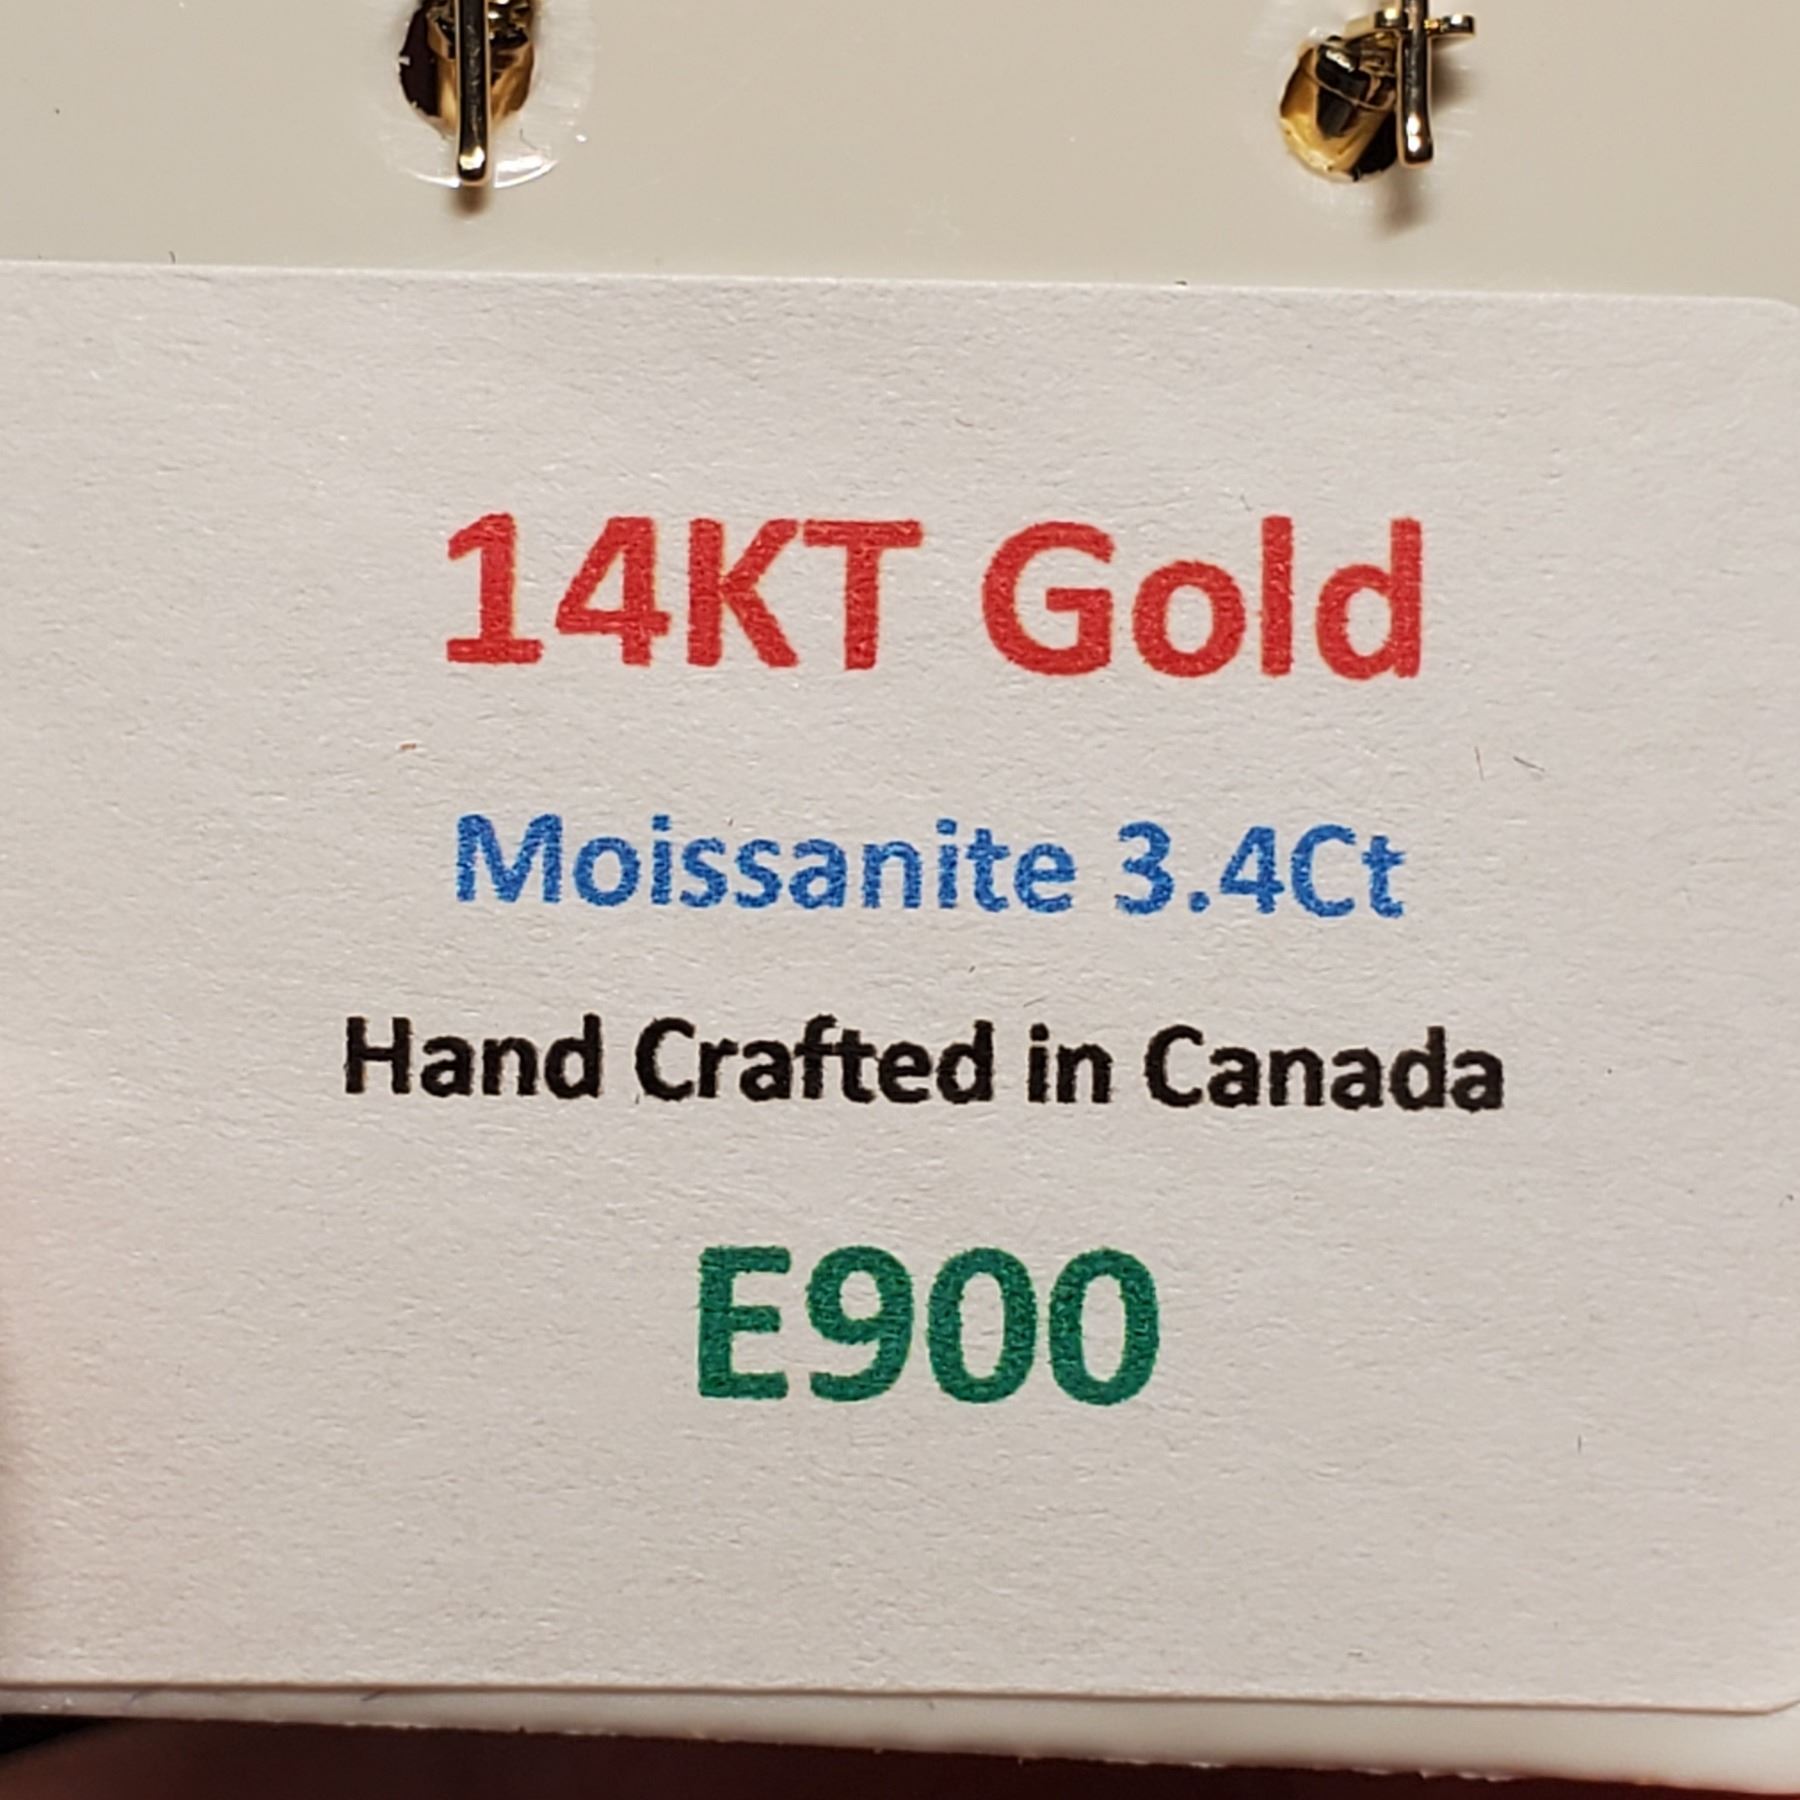 14KT Gold
Moissanite 3.4Ct
Hand Crafted in Canada
E900